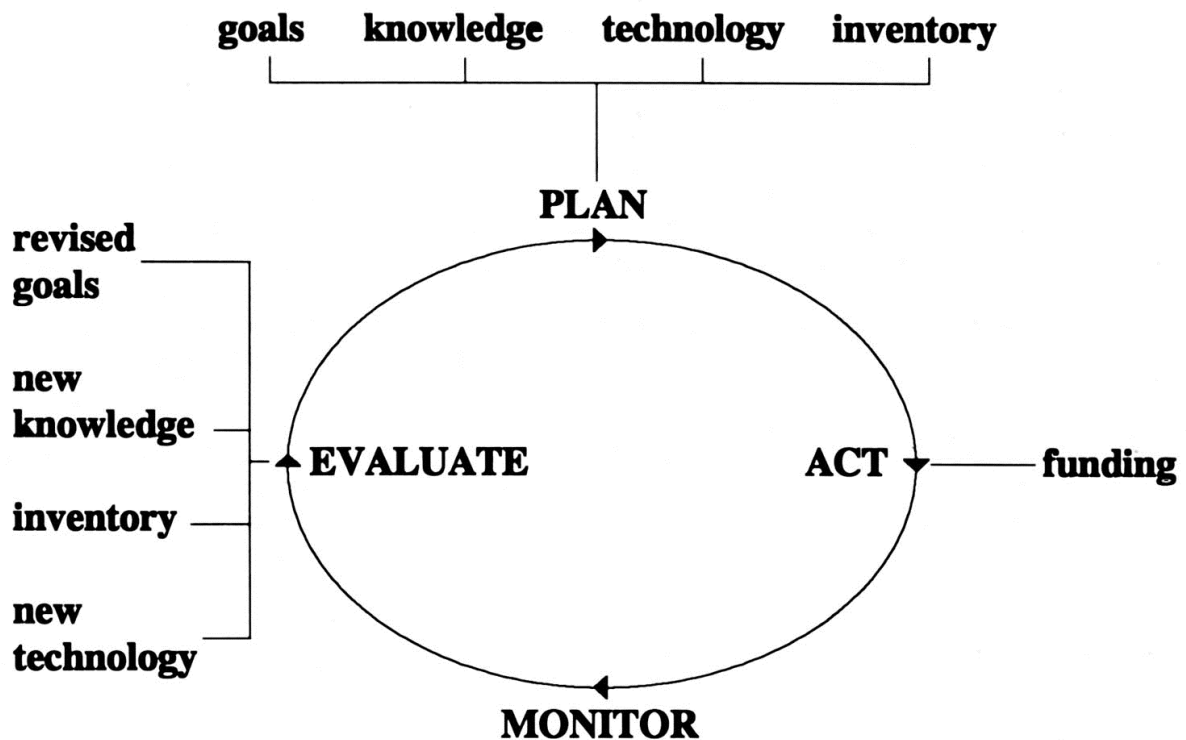 goals knowledge technology inventory
PLAN
revised
goals
new
knowledge
EVALUATE
ACT
funding
inventory
new
technology
MONITOR